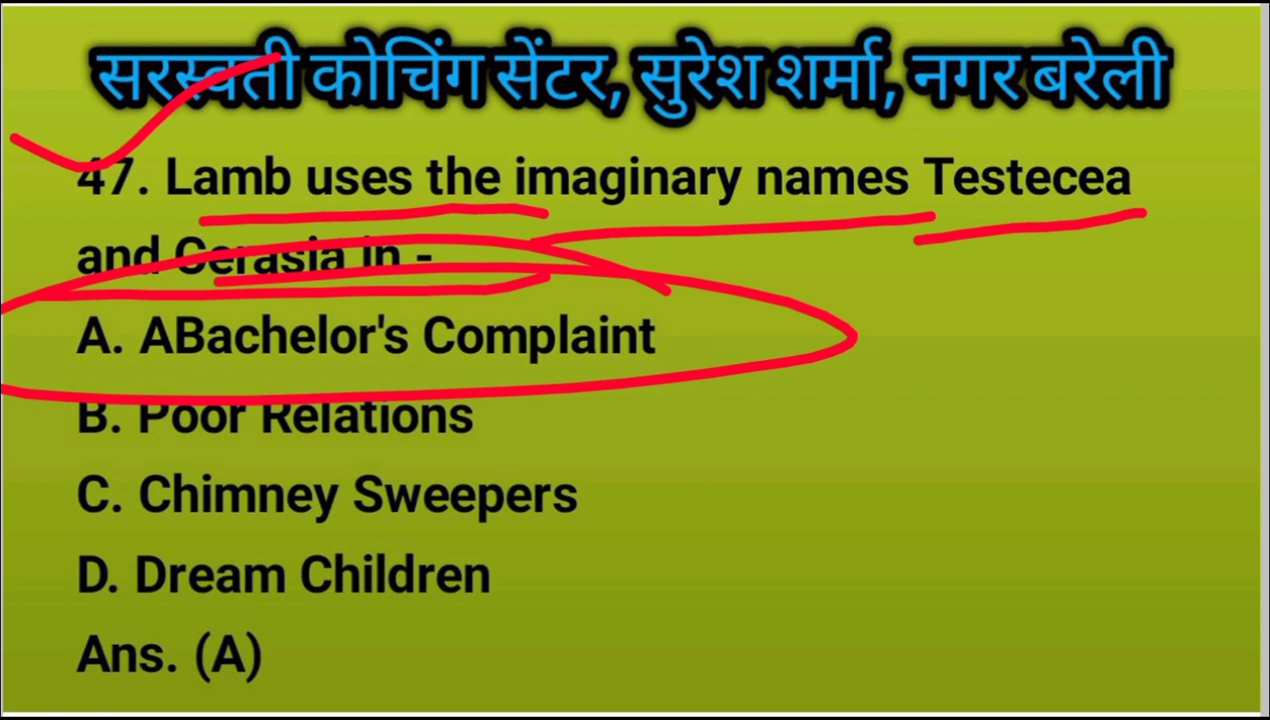 सरस्वती कोचिंग सेंटर, सुरेश शर्मा, नगर बरेली
47. Lamb uses the imaginary names Testecea
and Cerasia in -
A. ABachelor's Complaint
B. Poor Relations
C. Chimney Sweepers
D. Dream Children
Ans. (A)